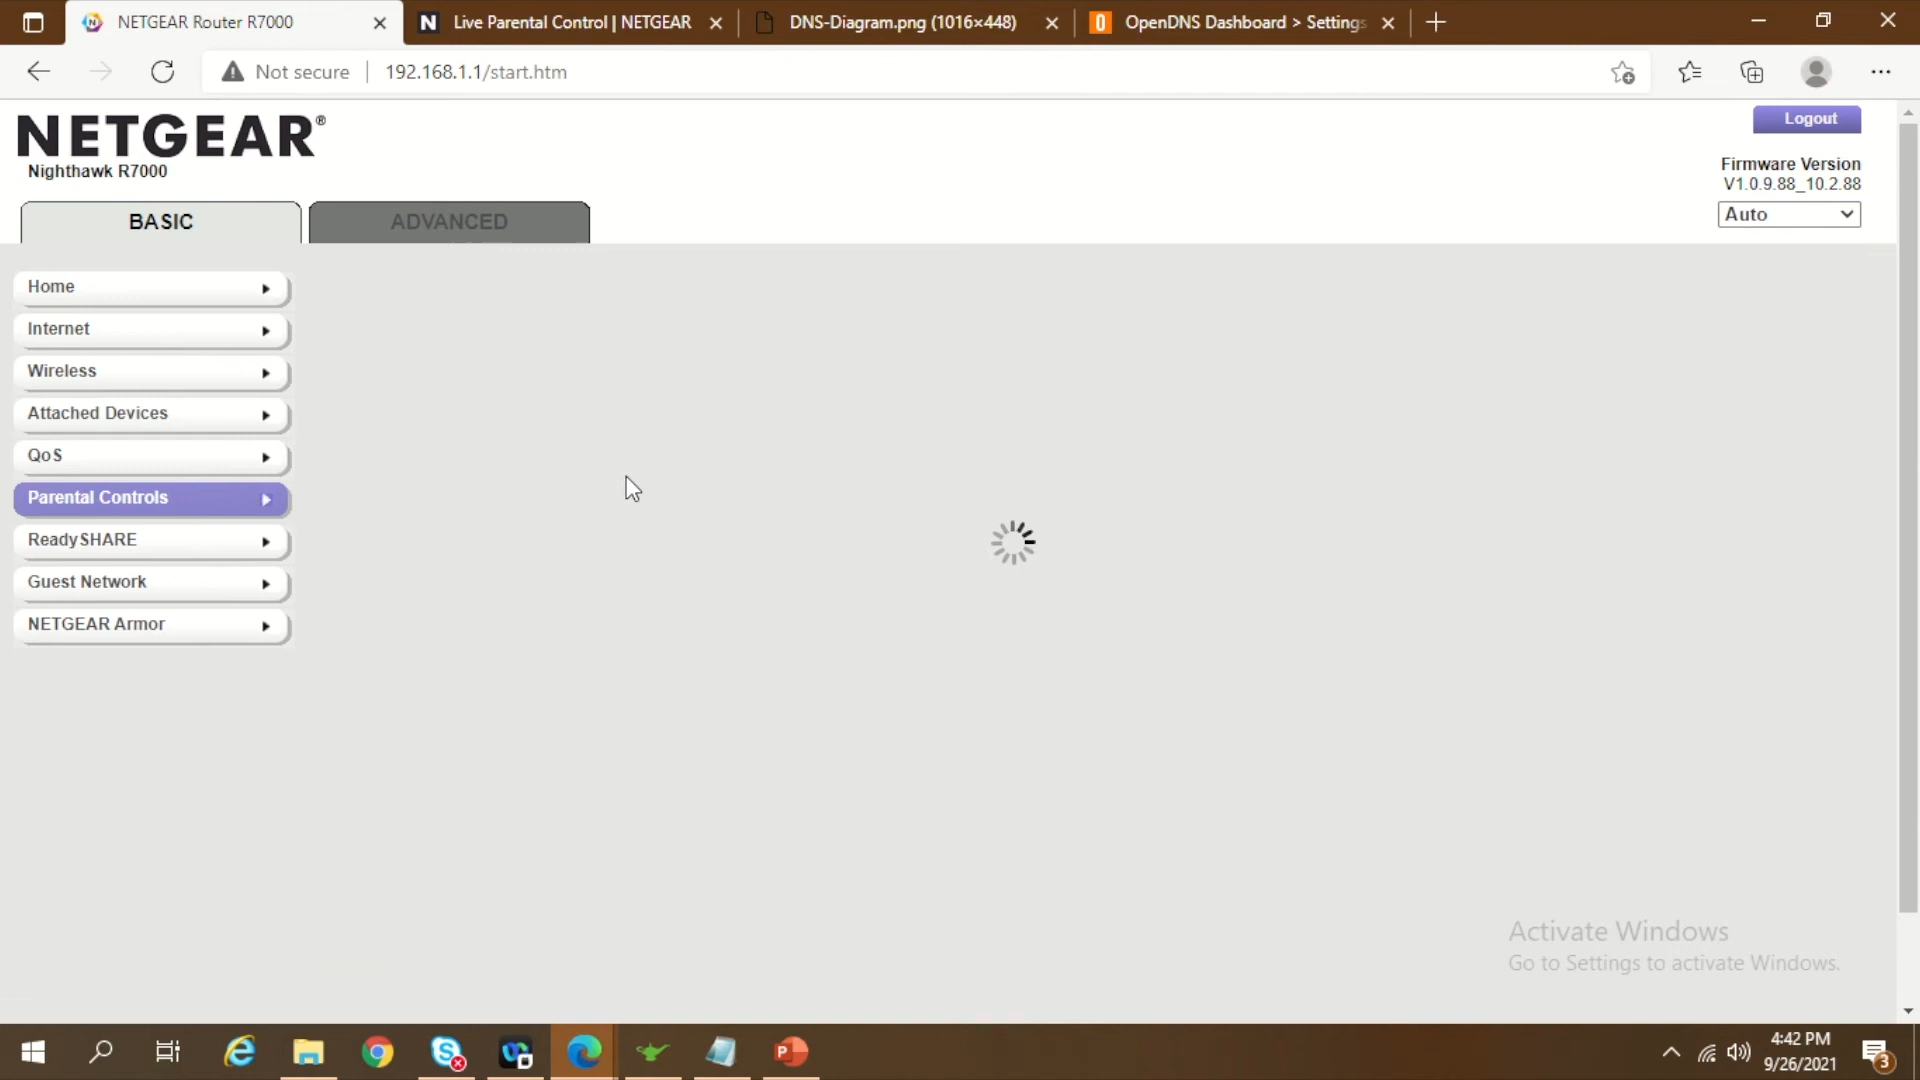 NETGEAR Router R7000
Live Parental Control | NETGEAR
DNS-Diagram.png (1016×448)
OpenDNS Dashboard > Settings
Not secure
192.168.1.1/start.htm
NETGEAR®
Nighthawk R7000
Logout
Firmware Version
V1.0.9.88_10.2.88
Auto
BASIC
ADVANCED
Home
Internet
Wireless
Attached Devices
QoS
Parental Controls
ReadySHARE
Guest Network
NETGEAR Armor
Activate Windows
Go to Settings to activate Windows.
4:42 PM
9/26/2021
3